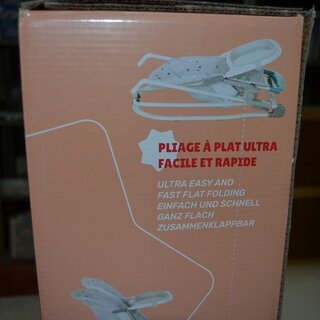 PLIAGE À PLAT ULTRA
FACILE ET RAPIDE
ULTRA EASY AND
FAST FLAT FOLDING
EINFACH UND SCHNELL
GANZ FLACH
ZUSAMMENKLAPPBAR